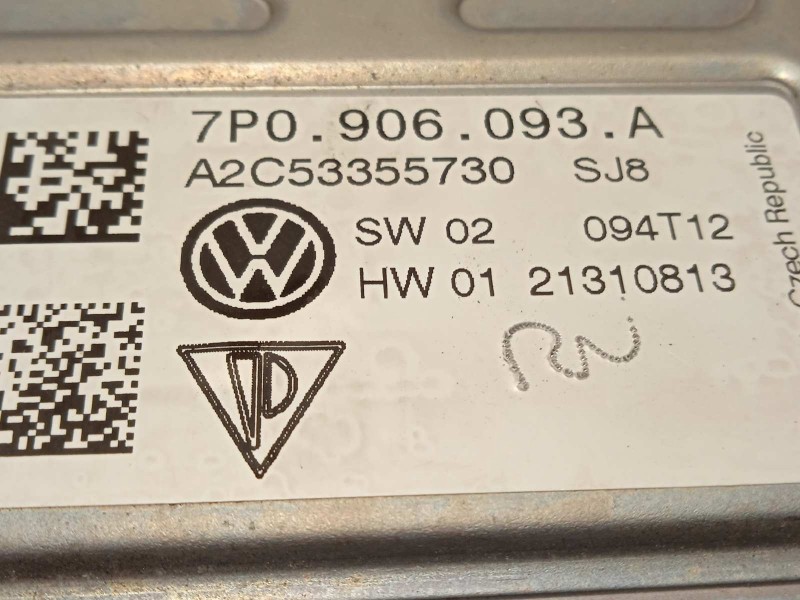 7P0.906.093.A
A2C53355730 SJ8
SW 02 094T12
HW 01 21310813
Czech Republic